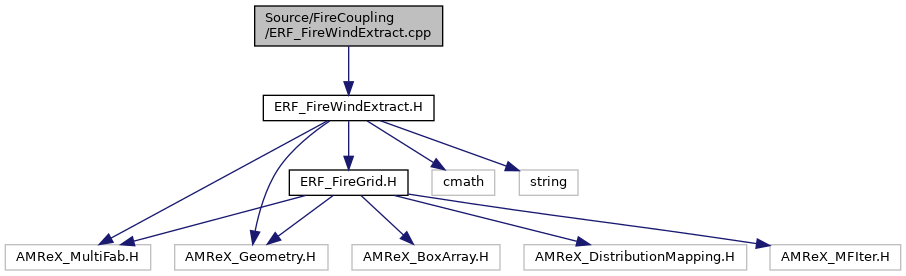 Source/FireCoupling
/ERF_FireWindExtract.cpp
ERF_FireWindExtract.H
ERF_FireGrid.H
cmath
string
AMReX_MultiFab.H
AMReX_Geometry.H
AMReX_BoxArray.H
AMReX_DistributionMapping.H
AMReX_MFIter.H